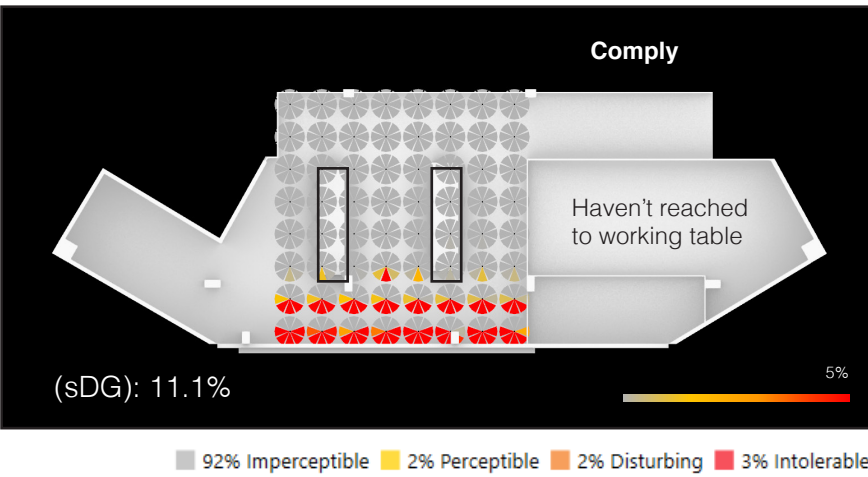 Comply
Haven't reached
to working table
(sDG): 11.1%
5%
92% Imperceptible 2% Perceptible 2% Disturbing 3% Intolerable